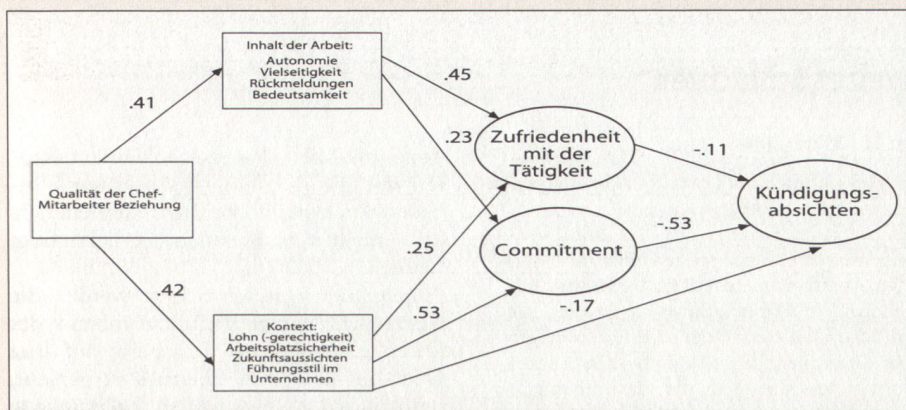 Inhalt der Arbeit:
Autonomie
Vielseitigkeit
Rückmeldungen
Bedeutsamkeit
.41
.45
.23
Zufriedenheit
mit der
Tätigkeit
-.11
Qualität der Chef-
Mitarbeiter Beziehung
Kündigungs-
absichten
.25
Commitment
-.53
.42
.53
-.17
Kontext:
Lohn (-gerechtigkeit)
Arbeitsplatzsicherheit
Zukunftsaussichten
Führungsstil im
Unternehmen